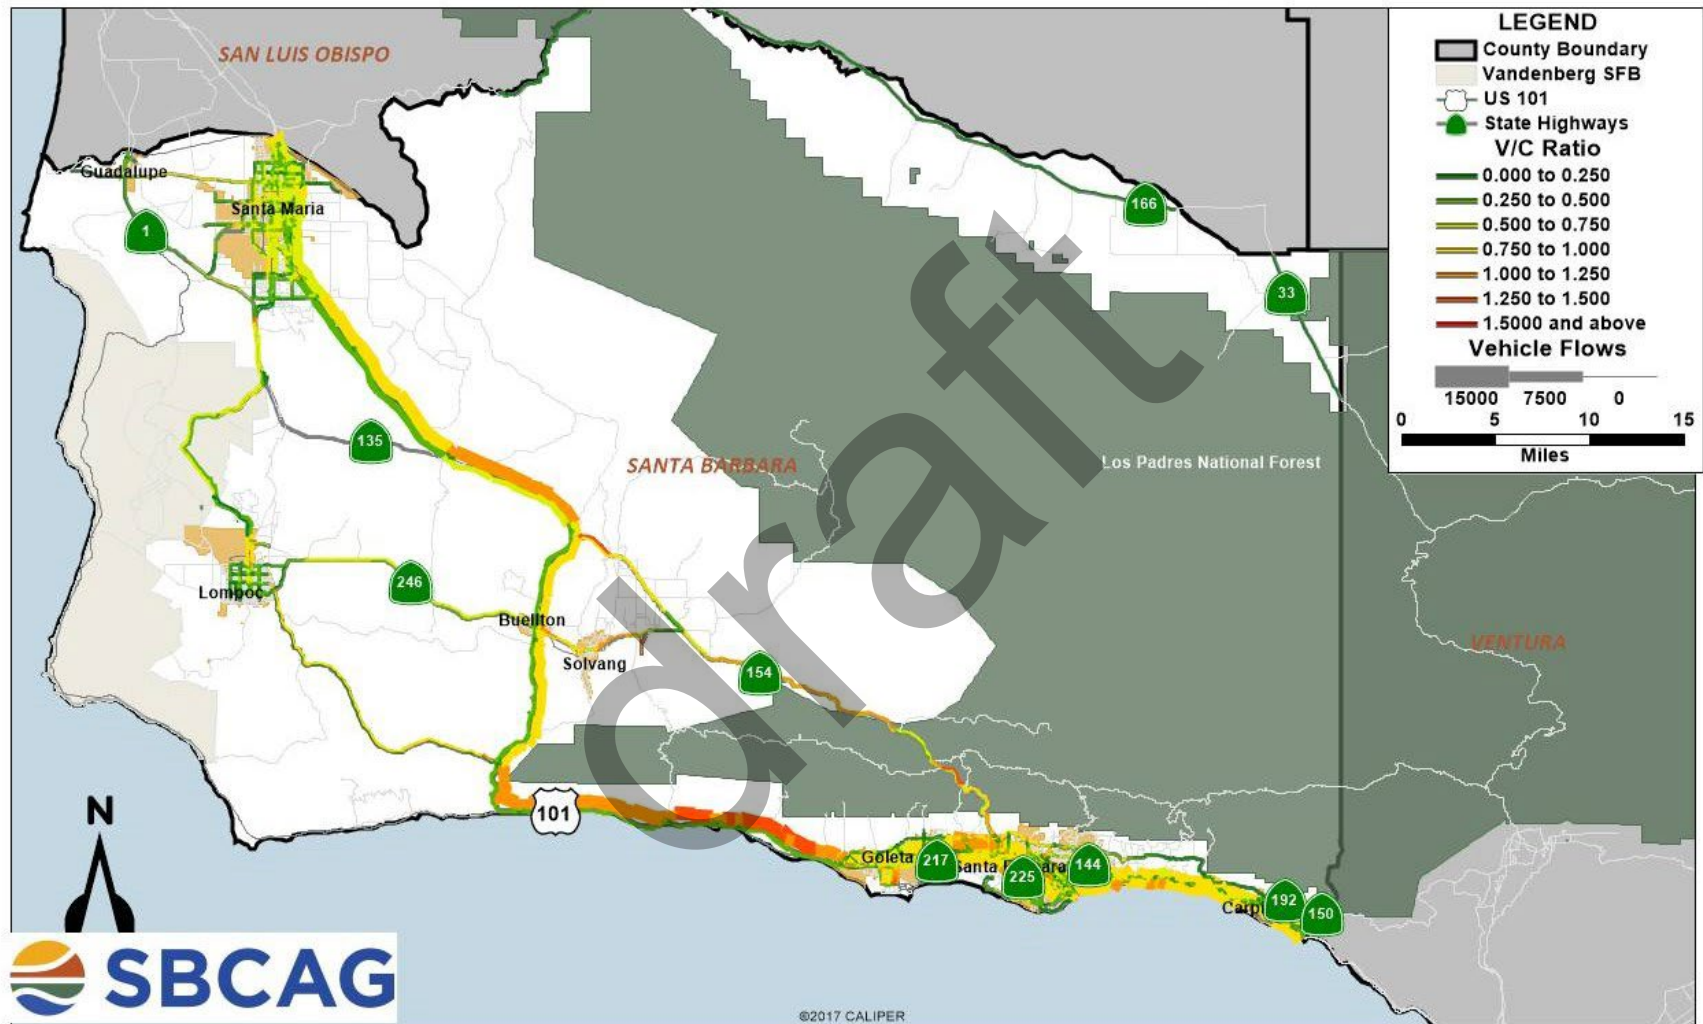 SAN LUIS OBISPO
Guadalupe
Santa Maria
1
166
33
135
SANTA BARBARA
Los Padres National Forest
Lompoc
246
Buellton
Solvang
154
VENTURA
101
Goleta
217
Santa
ara
225
144
Carpi
192
150
draft
N
SBCAG
©2017 CALIPER
LEGEND
County Boundary
Vandenberg SFB
US 101
State Highways
V/C Ratio
0.000 to 0.250
0.250 to 0.500
0.500 to 0.750
0.750 to 1.000
1.000 to 1.250
1.250 to 1.500
1.5000 and above
Vehicle Flows
15000 7500 0
0 5 10 15
Miles